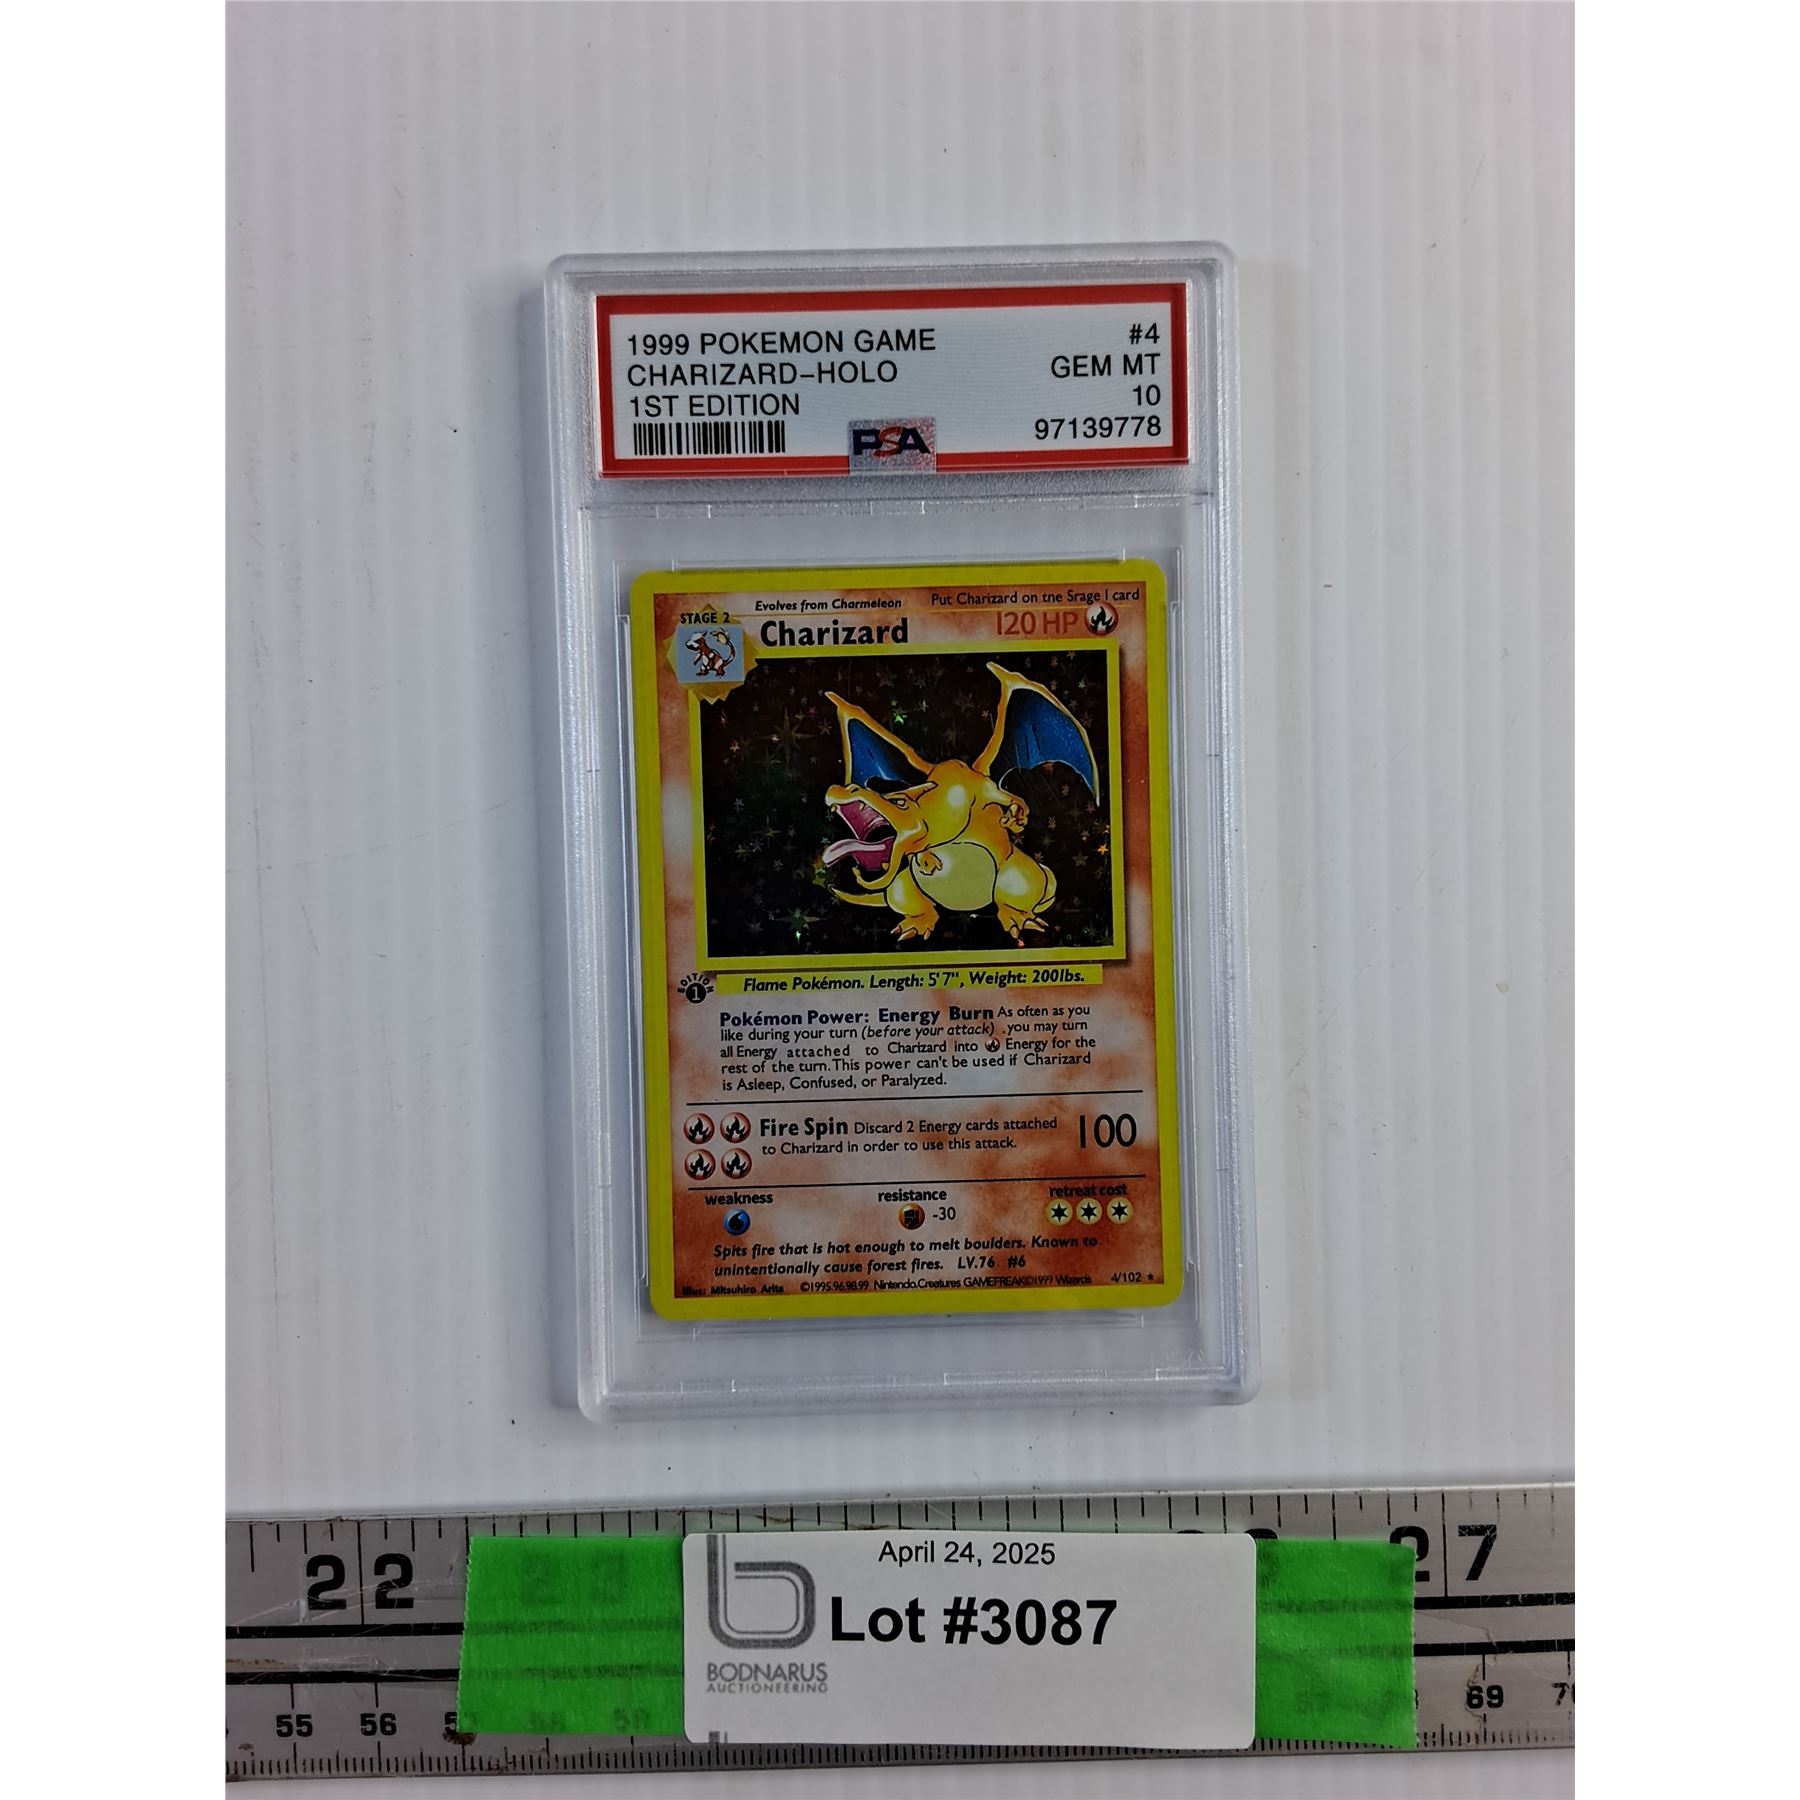 1999 POKEMON GAME #4
CHARIZARD-HOLO GEM MT
1ST EDITION 10
PSA 97139778
Evolves from Charmeleon Put Charizard on the Srage 1 card
STAGE 2 Charizard 120 HP
EDITION 1
Flame Pokémon. Length: 5'7", Weight: 200lbs.
Pokémon Power: Energy Burn As often as you
like during your turn (before your attack) .you may turn
all Energy attached to Charizard into Energy for the
rest of the turn.This power can't be used if Charizard
is Asleep, Confused, or Paralyzed.
Fire Spin Discard 2 Energy cards attached 100
to Charizard in order to use this attack.
weakness resistance retreat cost
-30
Spits fire that is hot enough to melt boulders. Known to
unintentionally cause forest fires. LV.76 #6
Illus: Mitsuhiro Arita ©1995.96.98.99 Nintendo.Creatures GAMEFREAK©1999 Wizards 4/102
22 27
April 24, 2025
Lot #3087
BODNARUS
AUCTIONEERING
55 56 69